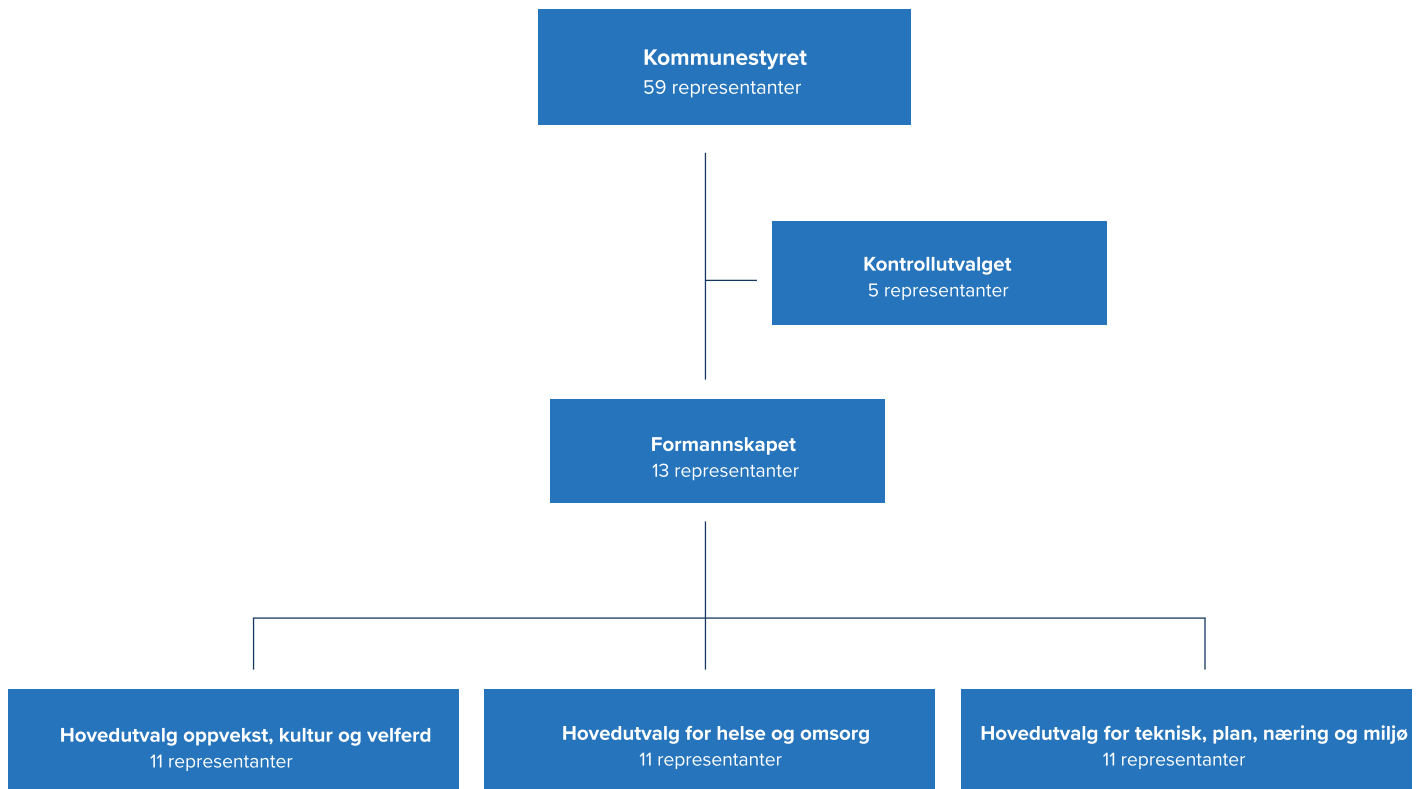 Kommunestyret
59 representanter
Kontrollutvalget
5 representanter
Formannskapet
13 representanter
Hovedutvalg oppvekst, kultur og velferd
11 representanter
Hovedutvalg for helse og omsorg
11 representanter
Hovedutvalg for teknisk, plan, næring og miljø
11 representanter